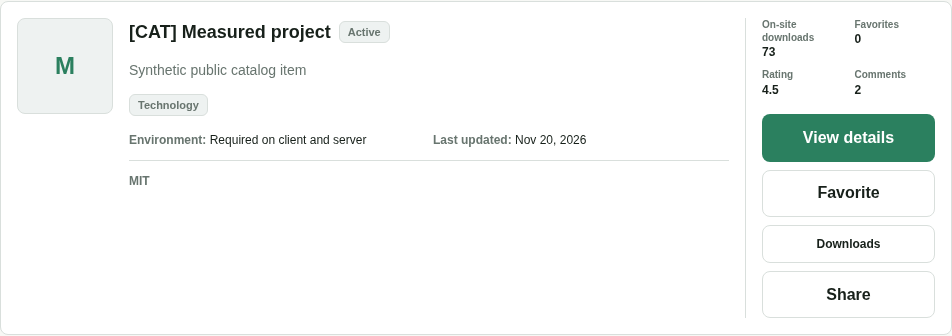 M
[CAT] Measured project
Active
Synthetic public catalog item
Technology
Environment: Required on client and server
Last updated: Nov 20, 2026
MIT
On-site
downloads
73
Favorites
0
Rating
4.5
Comments
2
View details
Favorite
Downloads
Share